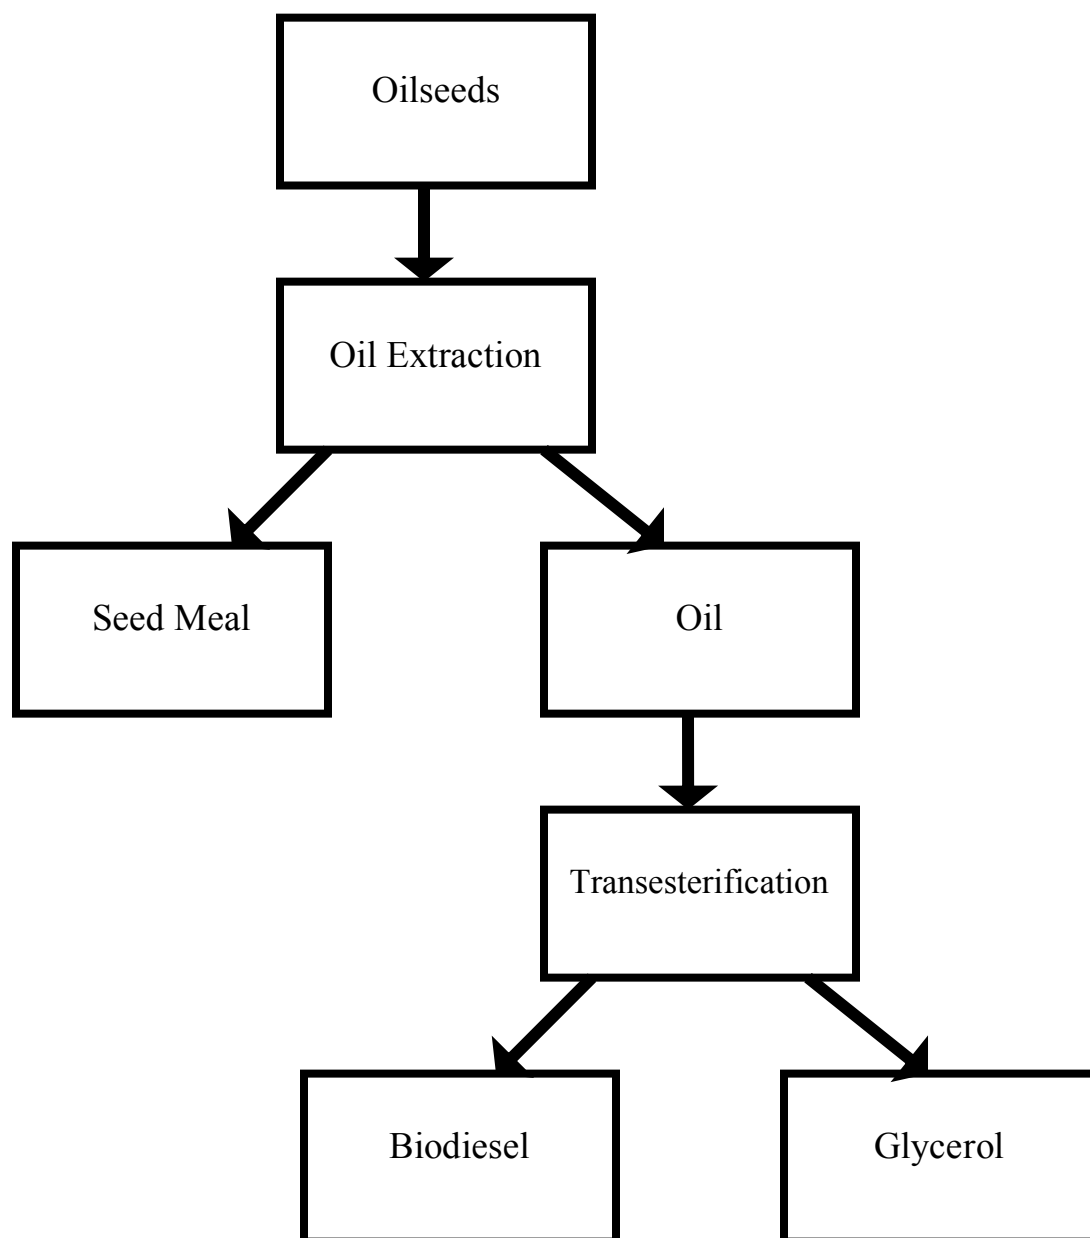 Oilseeds
Oil Extraction
Seed Meal
Oil
Transesterification
Biodiesel
Glycerol